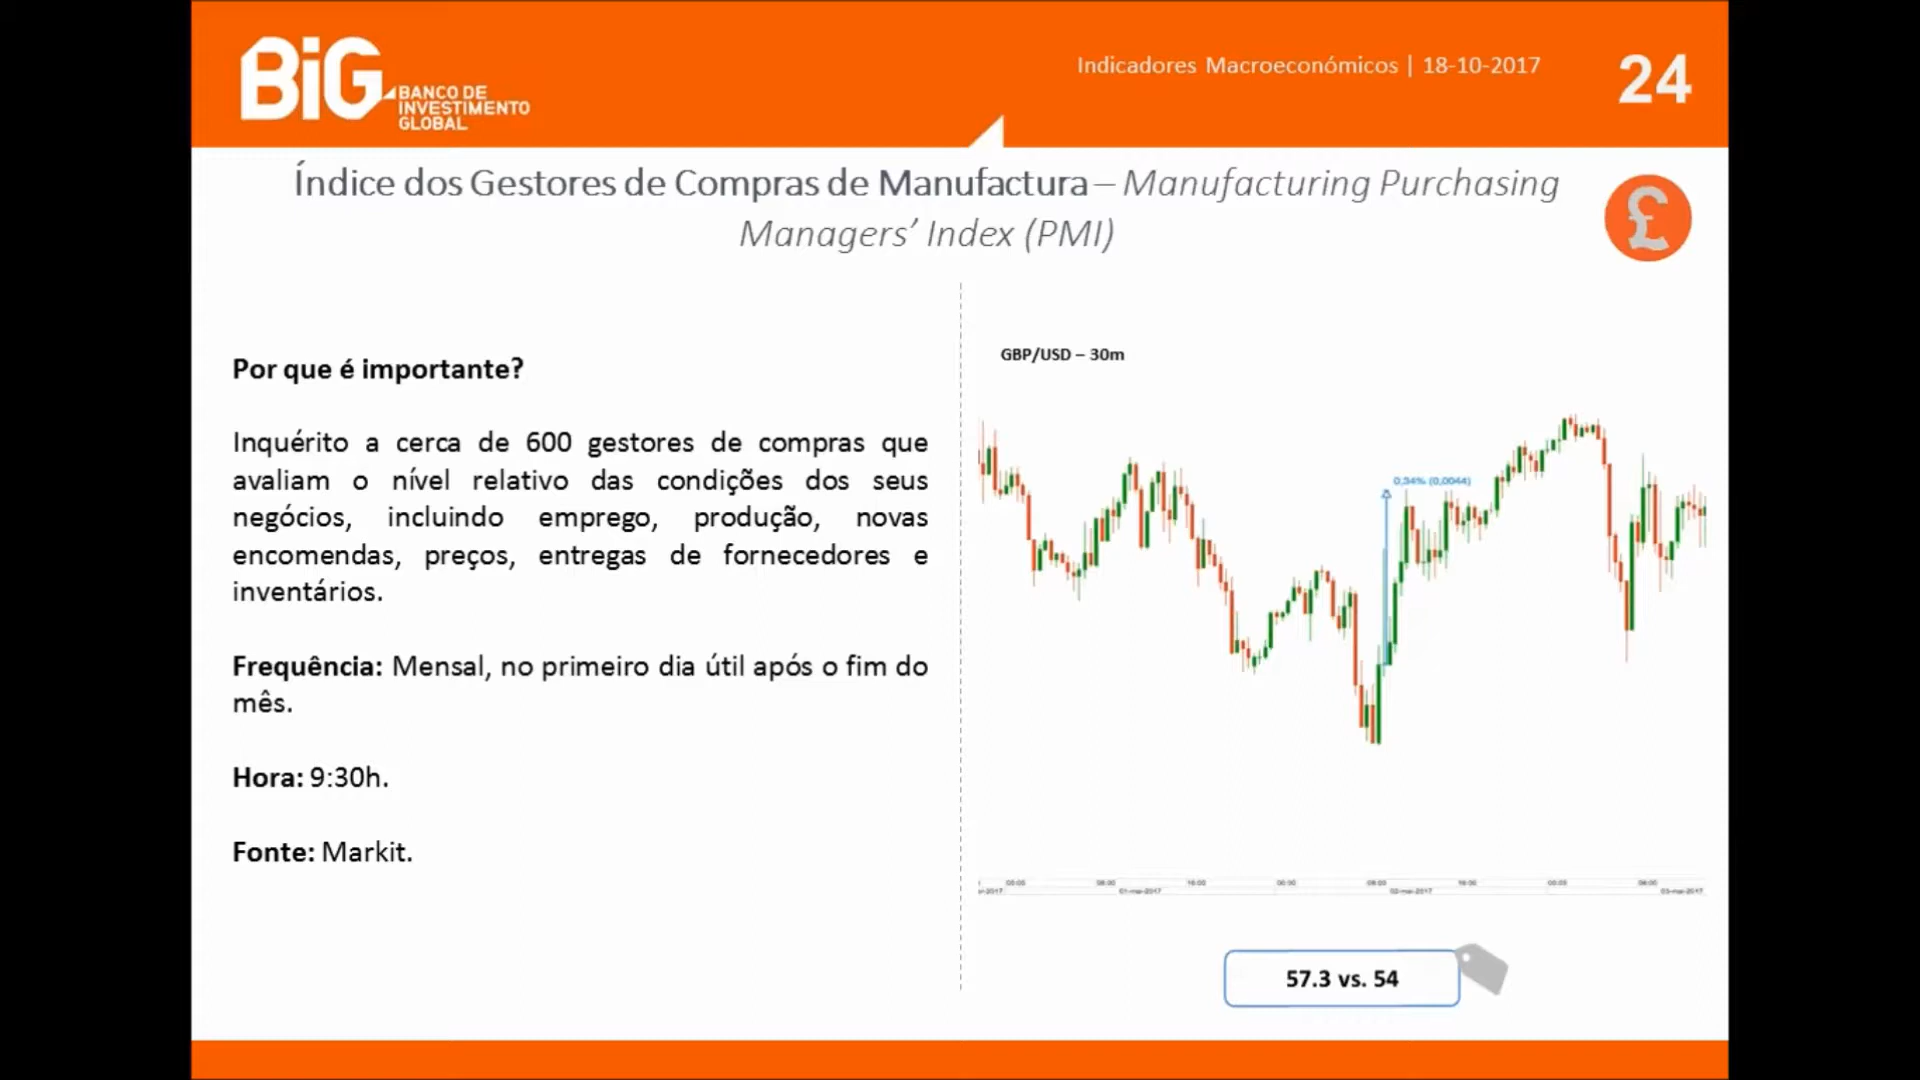 BiG
BANCO DE
INVESTIMENTO
GLOBAL
Indicadores Macroeconómicos | 18-10-2017
24
Índice dos Gestores de Compras de Manufactura – Manufacturing Purchasing
Managers’ Index (PMI)
£
Por que é importante?
Inquérito a cerca de 600 gestores de compras que
avaliam o nível relativo das condições dos seus
negócios, incluindo emprego, produção, novas
encomendas, preços, entregas de fornecedores e
inventários.
Frequência: Mensal, no primeiro dia útil após o fim do
mês.
Hora: 9:30h.
Fonte: Markit.
GBP/USD – 30m
0,34% (0,0044)
57.3 vs. 54